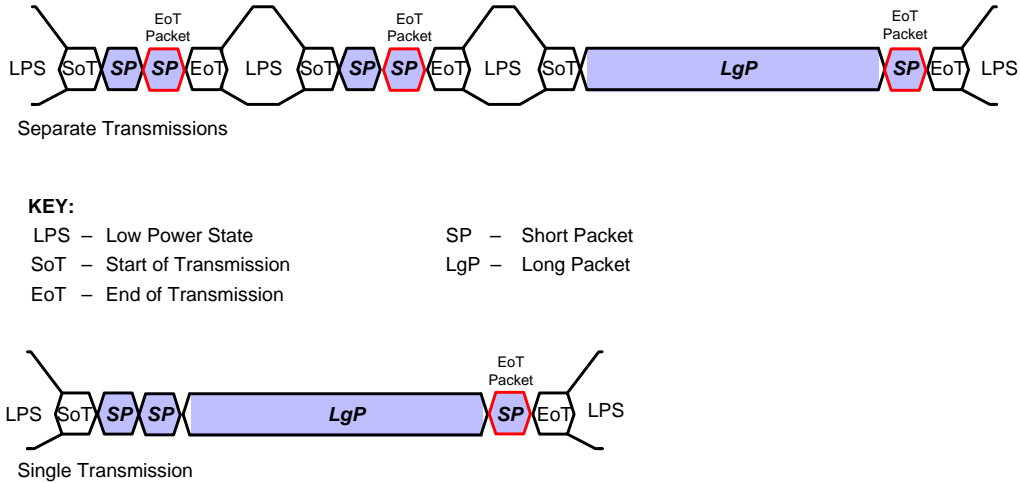 EoT EoT EoT
Packet Packet Packet
LPS SoT SP SP EoT LPS SoT SP SP EoT LPS SoT LgP SP EoT LPS
Separate Transmissions
KEY:
LPS – Low Power State SP – Short Packet
SoT – Start of Transmission LgP – Long Packet
EoT – End of Transmission
EoT
Packet
LPS SoT SP SP LgP SP EoT LPS
Single Transmission